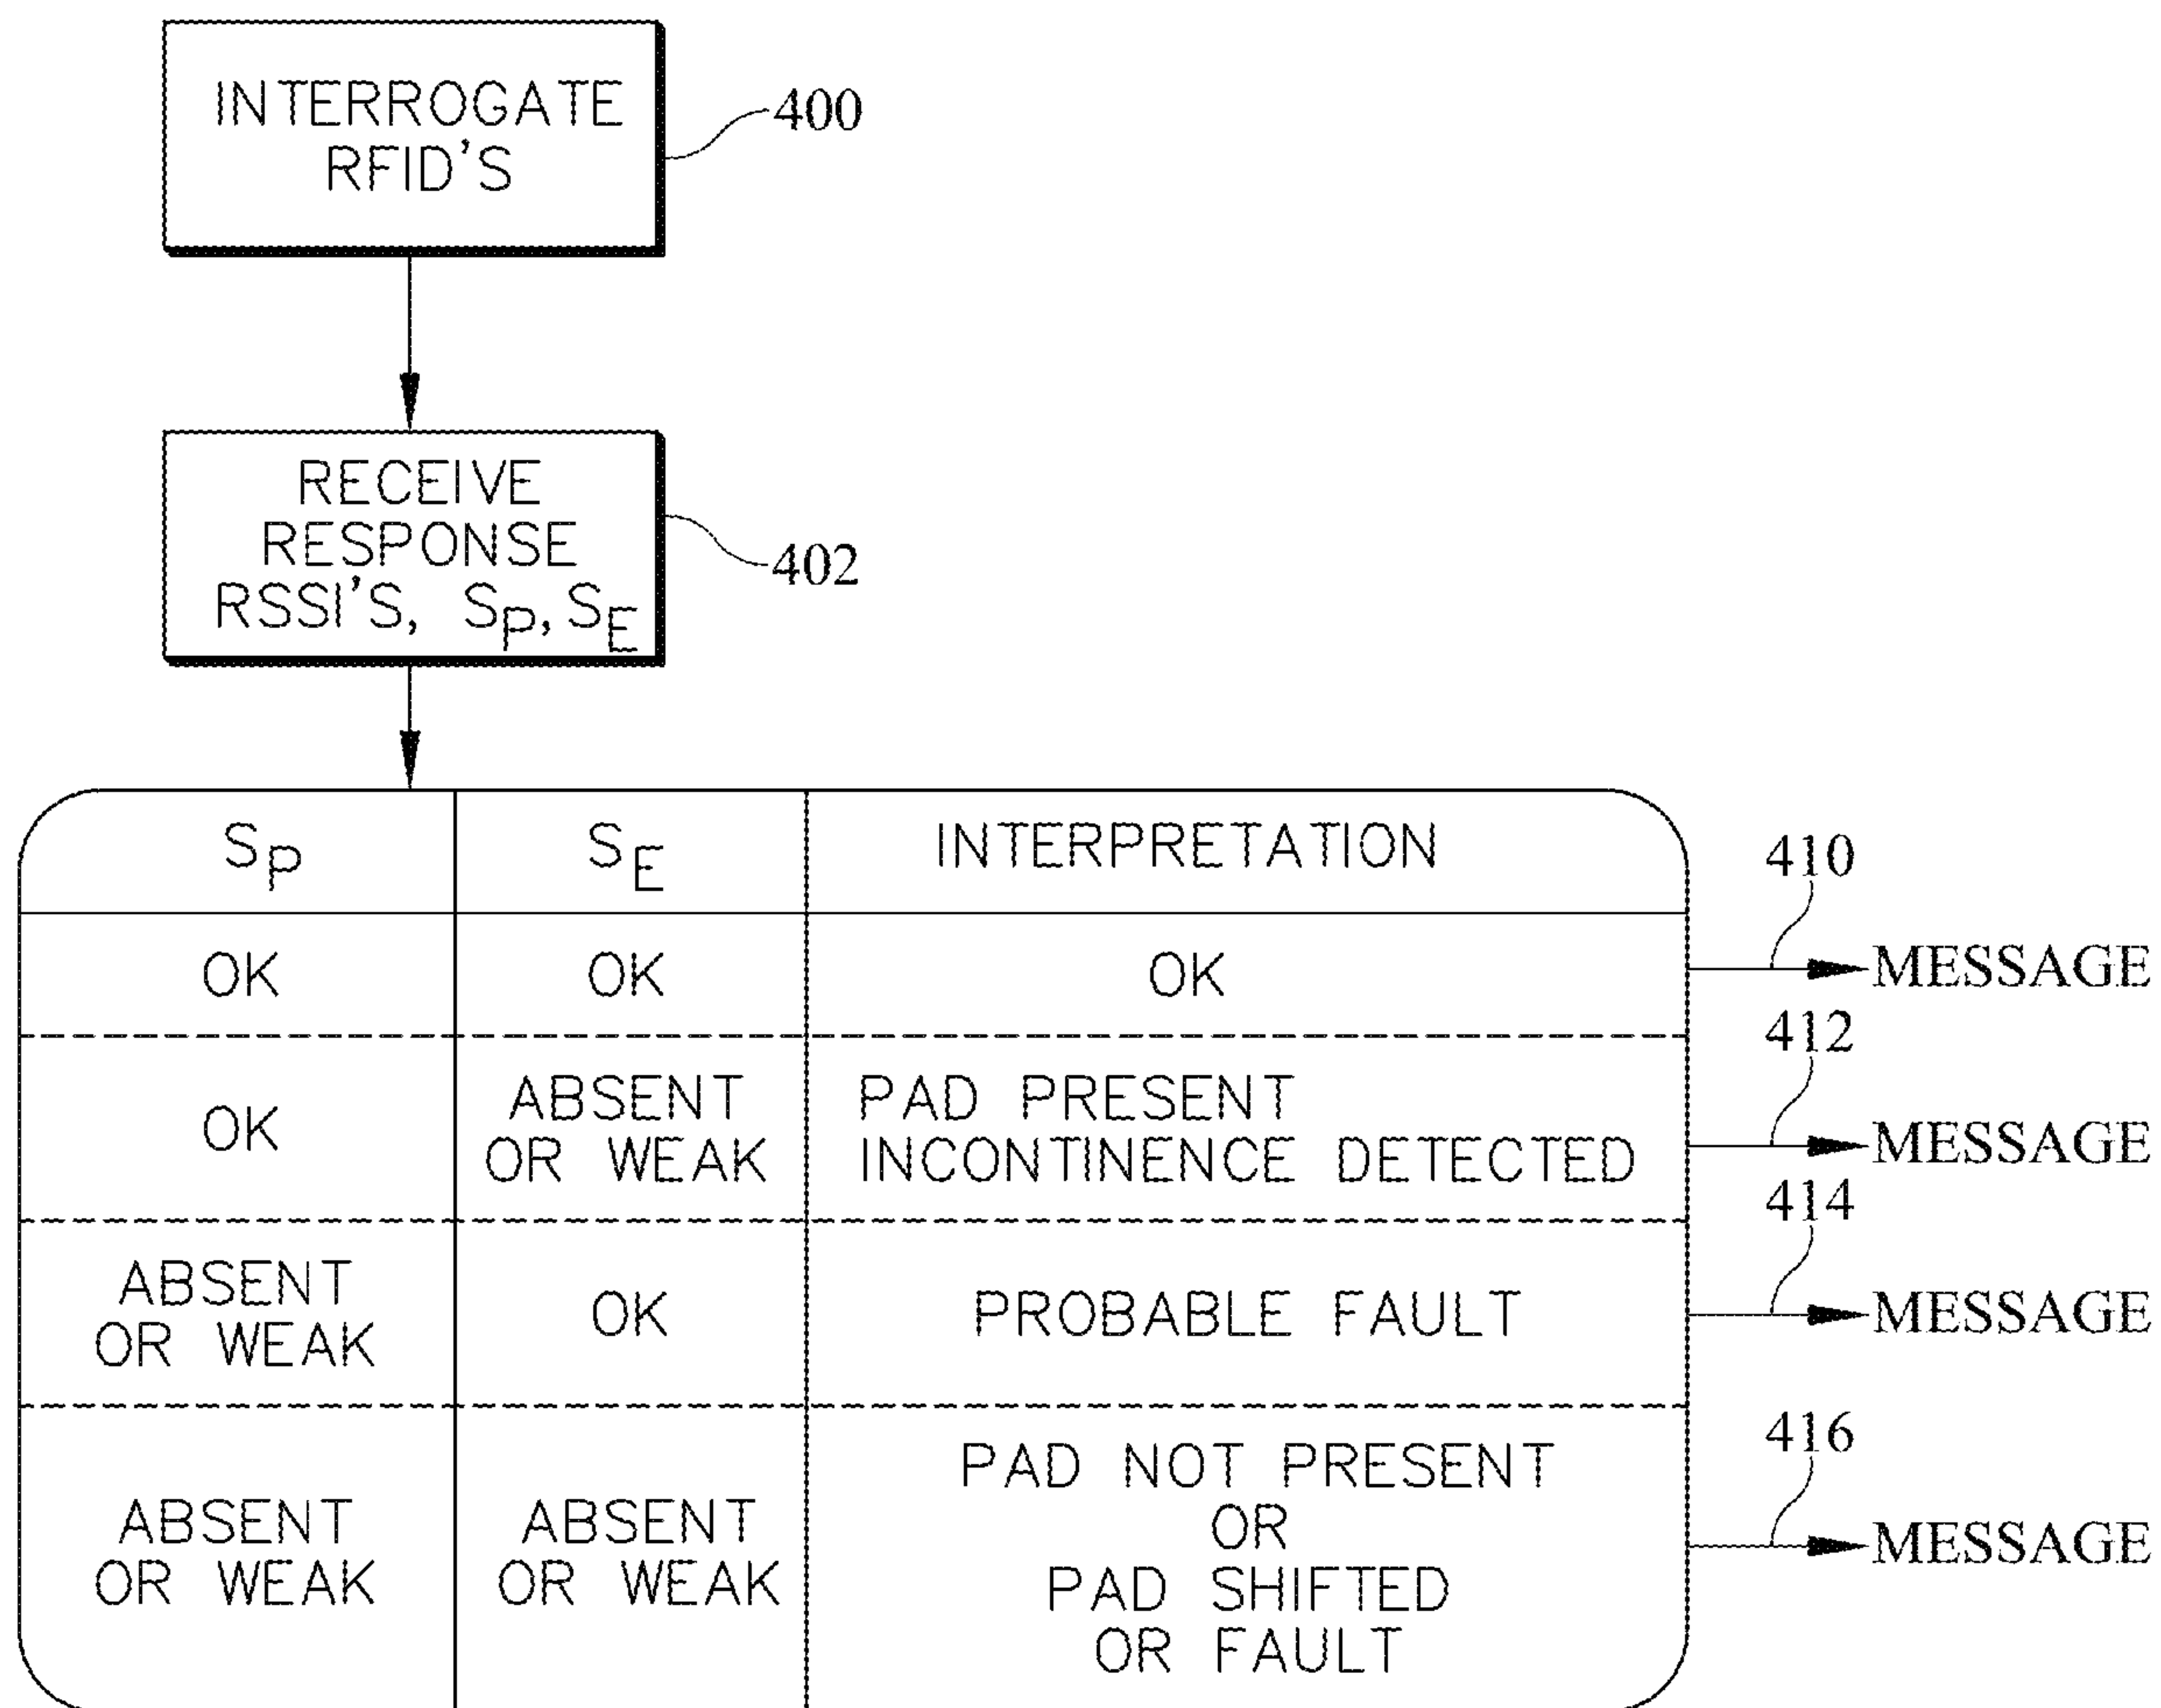 INTERROGATE
RFID'S
400
RECEIVE
RESPONSE
RSSI'S, SP, SE
402
SP SE INTERPRETATION
410
OK OK OK MESSAGE
412
OK
ABSENT
OR WEAK
PAD PRESENT
INCONTINENCE DETECTED
MESSAGE
414
ABSENT
OR WEAK
OK
PROBABLE FAULT
MESSAGE
416
ABSENT
OR WEAK
ABSENT
OR WEAK
PAD NOT PRESENT
OR
PAD SHIFTED
OR FAULT
MESSAGE